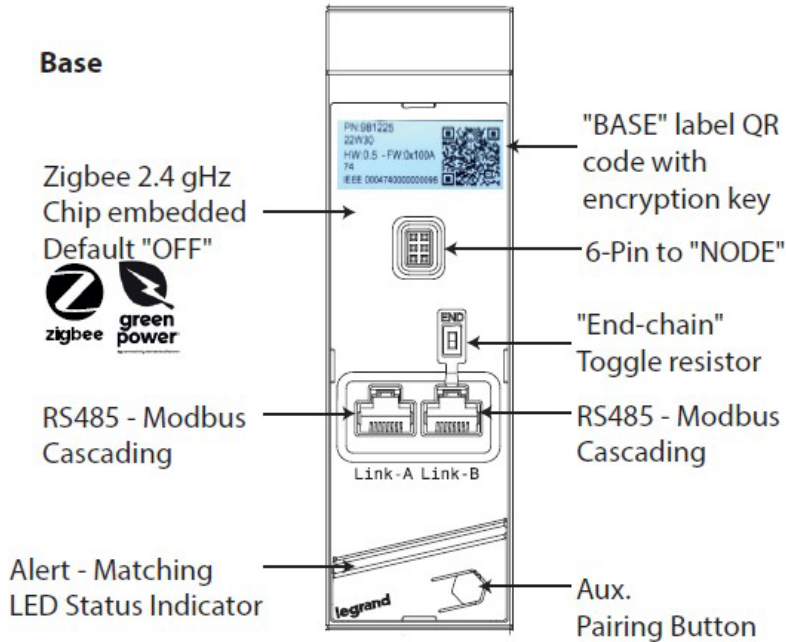 Base
PN:981225
22W30
HW:0.5 - FW:0x100A
74
IEEE 0004740000000095
"BASE" label QR
code with
encryption key
Zigbee 2.4 gHz
Chip embedded
Default "OFF"
zigbee
green
power
6-Pin to "NODE"
END
"End-chain"
Toggle resistor
RS485 - Modbus
Cascading
RS485 - Modbus
Cascading
Link-A Link-B
Alert - Matching
LED Status Indicator
legrand
Aux.
Pairing Button